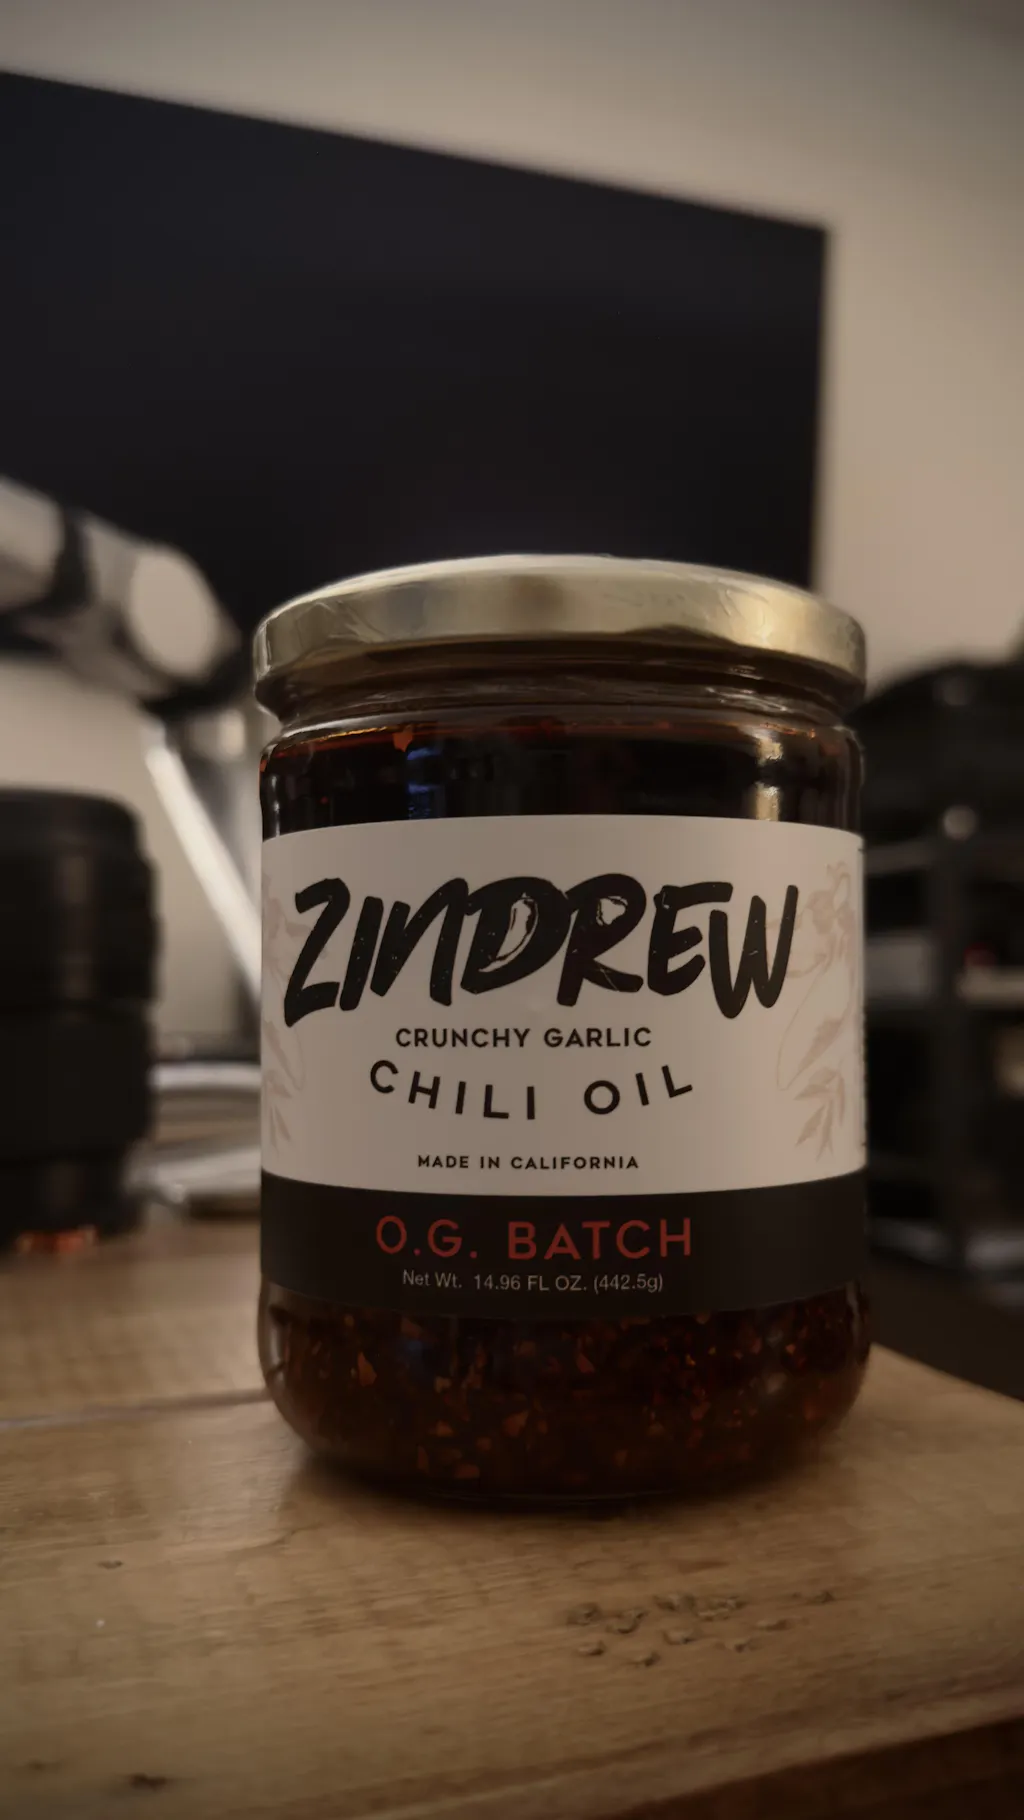 ZINDREW
CRUNCHY GARLIC
CHILI OIL
MADE IN CALIFORNIA
O.G. BATCH
Net Wt. 14.96 FL OZ. (442.5g)